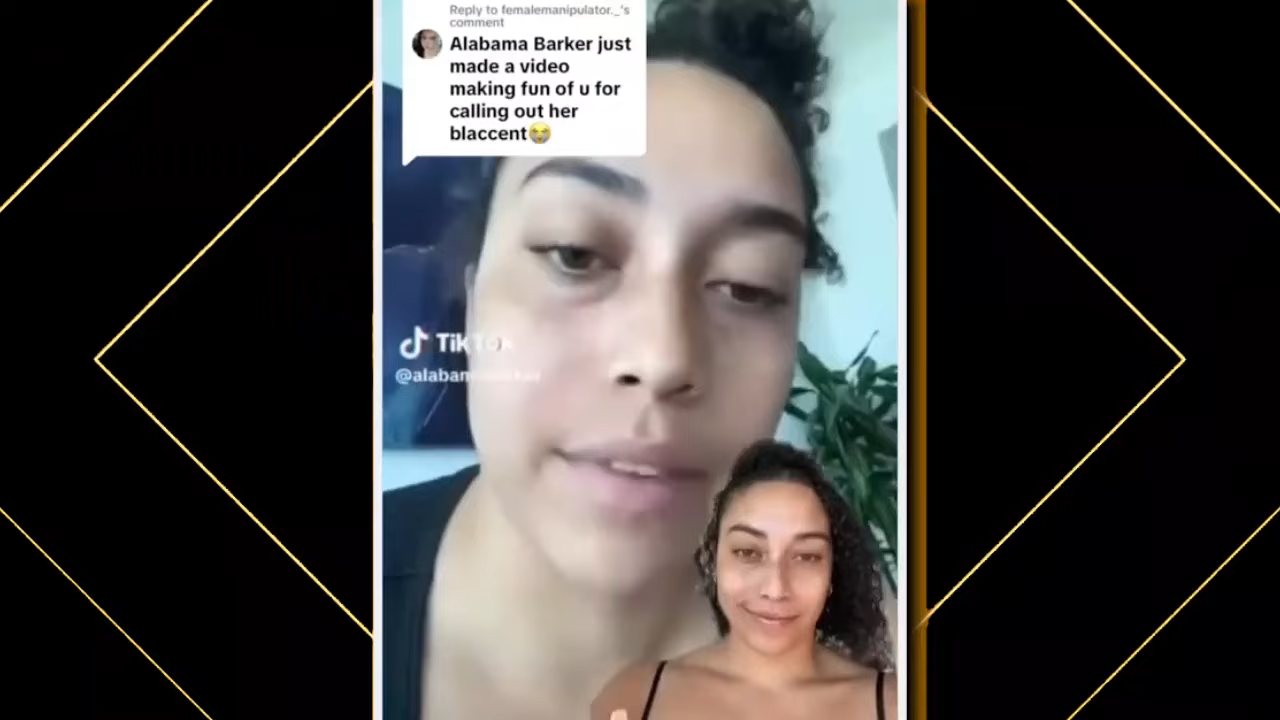 Reply to femalemanipulator._'s
comment
Alabama Barker just
made a video
making fun of u for
calling out her
blaccent😭
TikTok